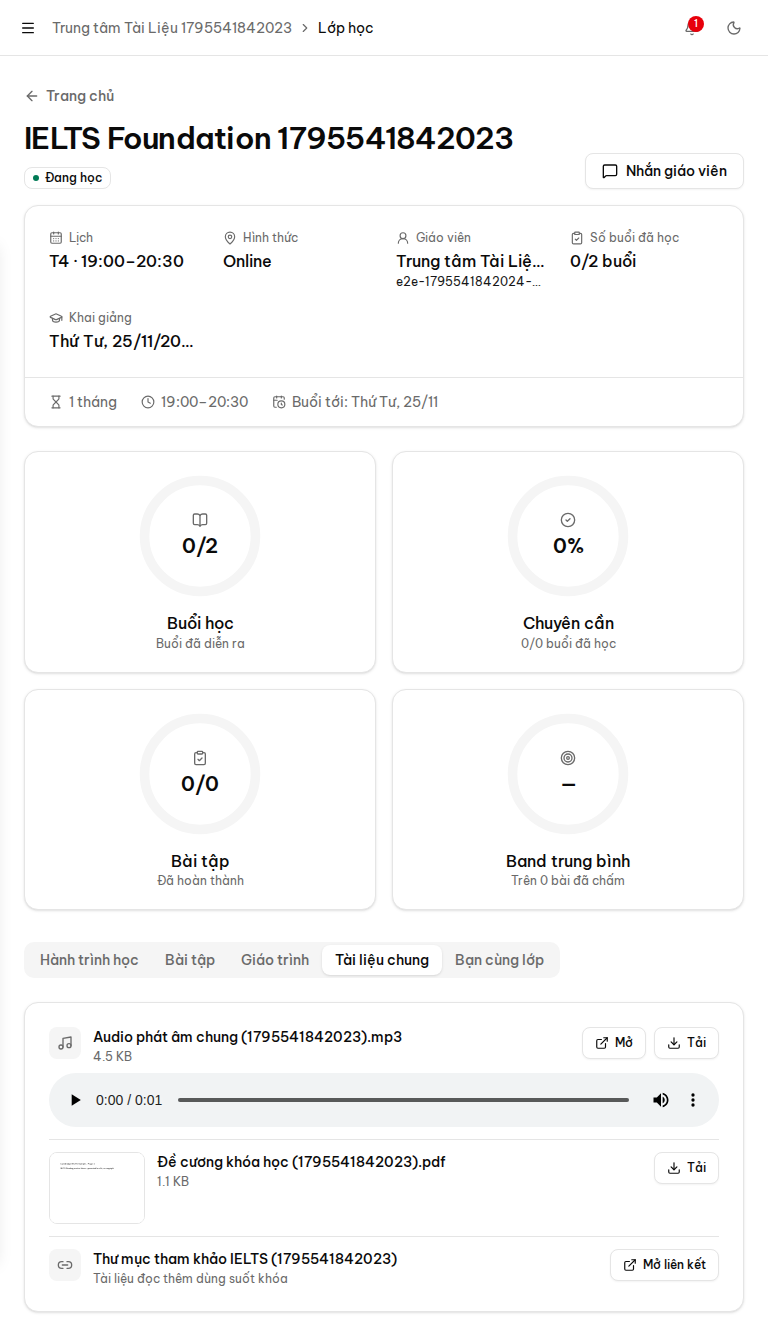 Trung tâm Tài Liệu 1795541842023 > Lớp học
1
Trang chủ
IELTS Foundation 1795541842023
Đang học
Nhắn giáo viên
Lịch
T4 · 19:00–20:30
Hình thức
Online
Giáo viên
Trung tâm Tài Liệ...
e2e-1795541842024-...
Số buổi đã học
0/2 buổi
Khai giảng
Thứ Tư, 25/11/20...
1 tháng
19:00–20:30
Buổi tới: Thứ Tư, 25/11
0/2
Buổi học
Buổi đã diễn ra
0%
Chuyên cần
0/0 buổi đã học
0/0
Bài tập
Đã hoàn thành
–
Band trung bình
Trên 0 bài đã chấm
Hành trình học
Bài tập
Giáo trình
Tài liệu chung
Bạn cùng lớp
Audio phát âm chung (1795541842023).mp3
4.5 KB
Mở
Tải
0:00 / 0:01
Đề cương khóa học (1795541842023).pdf
1.1 KB
Tải
Thư mục tham khảo IELTS (1795541842023)
Tài liệu đọc thêm dùng suốt khóa
Mở liên kết